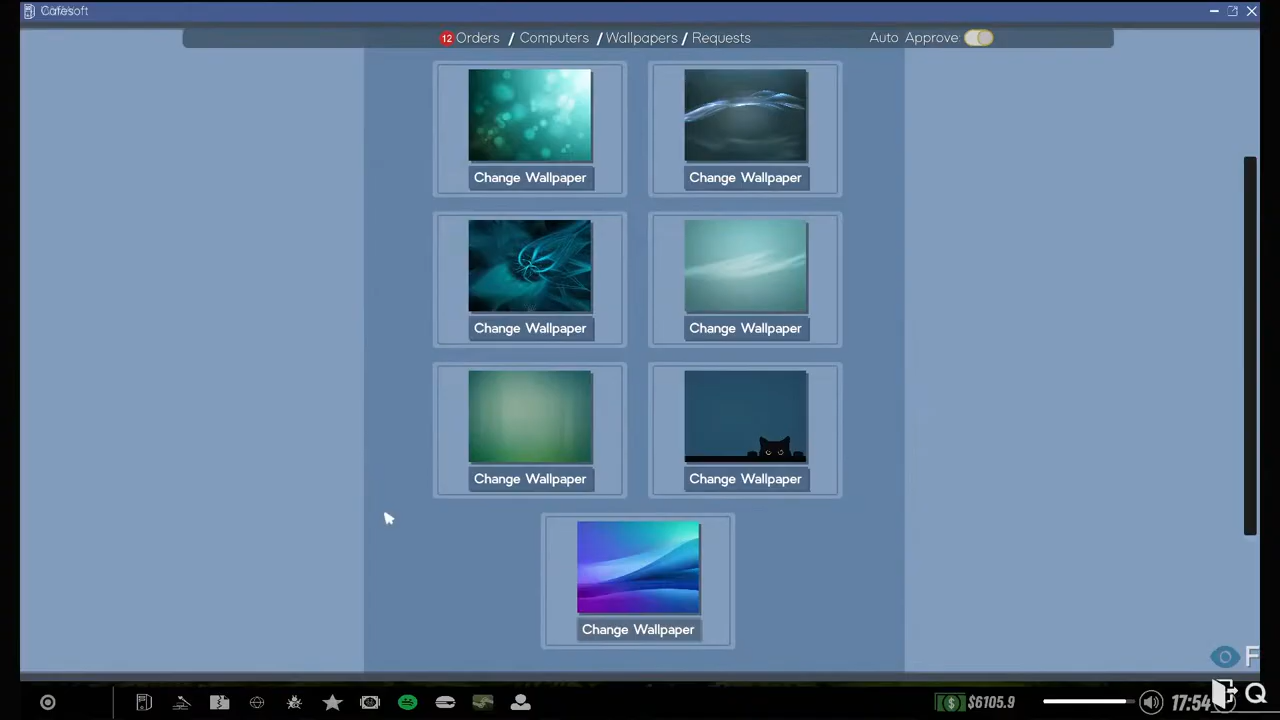 Cafesoft
12 Orders / Computers / Wallpapers / Requests Auto Approve
Change Wallpaper Change Wallpaper
Change Wallpaper Change Wallpaper
Change Wallpaper Change Wallpaper
Change Wallpaper
F
$6105.9 17:54 Q